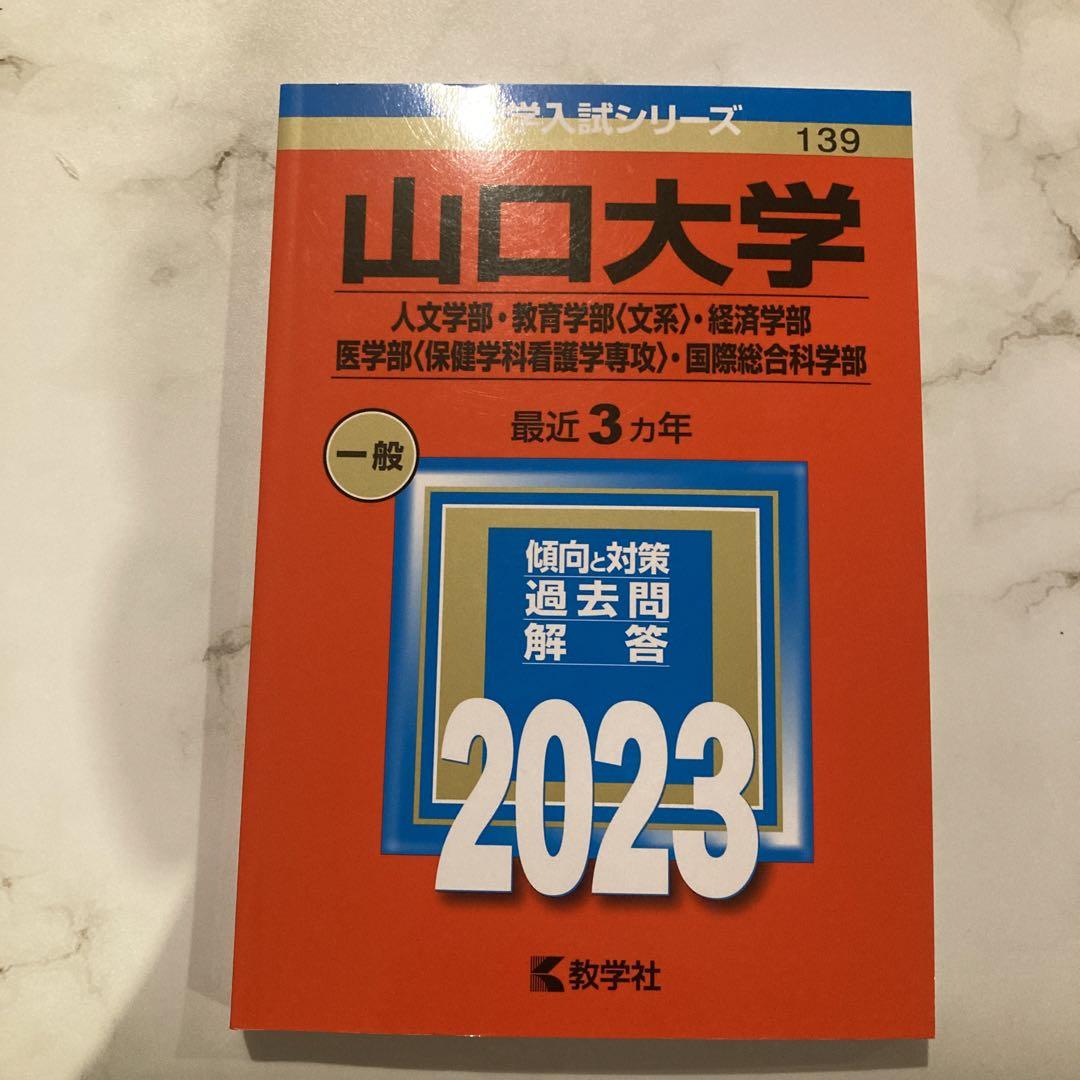 学入試シリーズ
139
山口大学
人文学部・教育学部〈文系〉・経済学部
医学部〈保健学科看護学専攻〉・国際総合科学部
最近3カ年
一般
傾向と対策
過去問
解答
2023
教学社